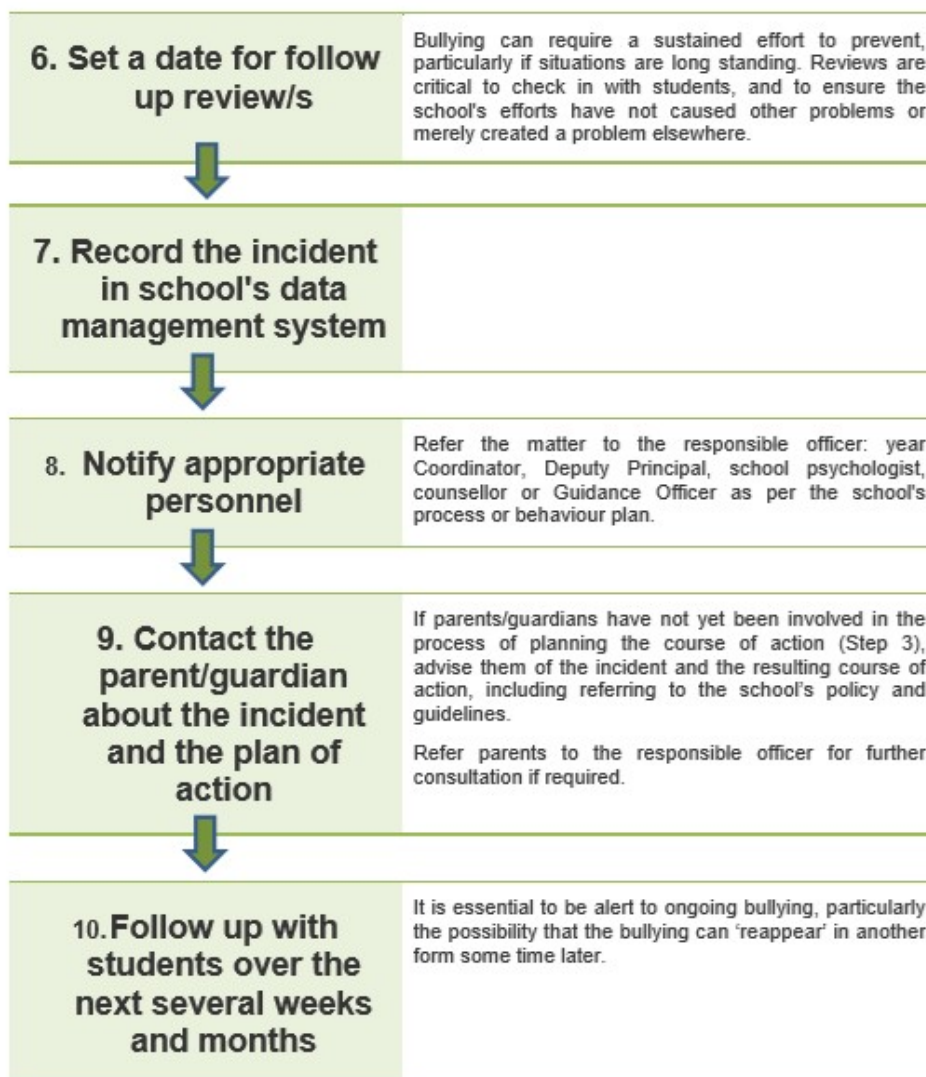 6. Set a date for follow
up review/s
Bullying can require a sustained effort to prevent,
particularly if situations are long standing. Reviews are
critical to check in with students, and to ensure the
school's efforts have not caused other problems or
merely created a problem elsewhere.
7. Record the incident
in school's data
management system
8. Notify appropriate
personnel
Refer the matter to the responsible officer: year
Coordinator, Deputy Principal, school psychologist,
counsellor or Guidance Officer as per the school's
process or behaviour plan.
9. Contact the
parent/guardian
about the incident
and the plan of
action
If parents/guardians have not yet been involved in the
process of planning the course of action (Step 3),
advise them of the incident and the resulting course of
action, including referring to the school's policy and
guidelines.
Refer parents to the responsible officer for further
consultation if required.
10. Follow up with
students over the
next several weeks
and months
It is essential to be alert to ongoing bullying, particularly
the possibility that the bullying can ‘reappear’ in another
form some time later.